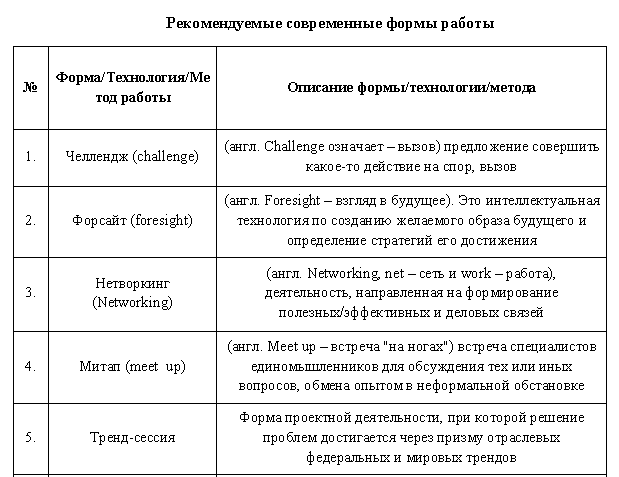 Рекомендуемые современные формы работы
№
Форма/Технология/Ме
тод работы
Описание формы/технологии/метода
1.
Челлендж (challenge)
(англ. Challenge означает – вызов) предложение совершить
какое-то действие на спор, вызов
2.
Форсайт (foresight)
(англ. Foresight – взгляд в будущее). Это интеллектуальная
технология по созданию желаемого образа будущего и
определение стратегий его достижения
3.
Нетворкинг
(Networking)
(англ. Networking, net – сеть и work – работа),
деятельность, направленная на формирование
полезных/эффективных и деловых связей
4.
Митап (meet up)
(англ. Meet up – встреча "на ногах") встреча специалистов
единомышленников для обсуждения тех или иных
вопросов, обмена опытом в неформальной обстановке
5.
Тренд-сессия
Форма проектной деятельности, при которой решение
проблем достигается через призму отраслевых
федеральных и мировых трендов